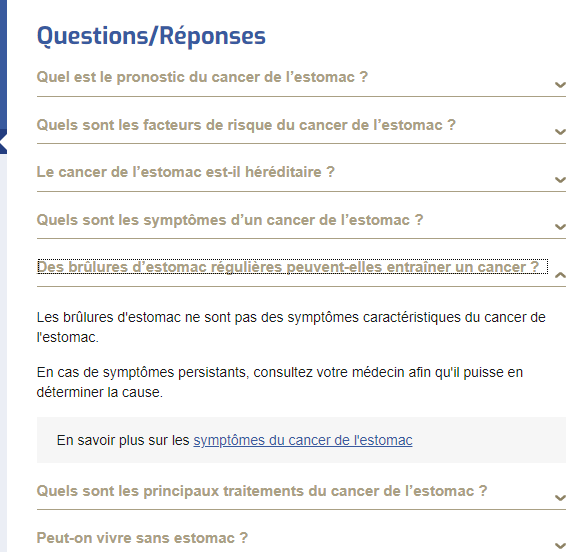 Questions/Réponses
Quel est le pronostic du cancer de l’estomac ?
Quels sont les facteurs de risque du cancer de l’estomac ?
Le cancer de l’estomac est-il héréditaire ?
Quels sont les symptômes d’un cancer de l’estomac ?
Des brûlures d’estomac régulières peuvent-elles entraîner un cancer ?
Les brûlures d'estomac ne sont pas des symptômes caractéristiques du cancer de
l'estomac.
En cas de symptômes persistants, consultez votre médecin afin qu'il puisse en
déterminer la cause.
En savoir plus sur les symptômes du cancer de l'estomac
Quels sont les principaux traitements du cancer de l’estomac ?
Peut-on vivre sans estomac ?